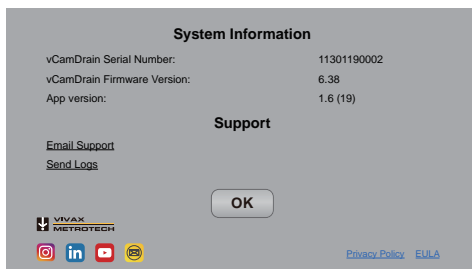 System Information
vCamDrain Serial Number: 11301190002
vCamDrain Firmware Version: 6.38
App version: 1.6 (19)
Support
Email Support
Send Logs
OK
VIVAX
METROTECH
in
Privacy Policy EULA